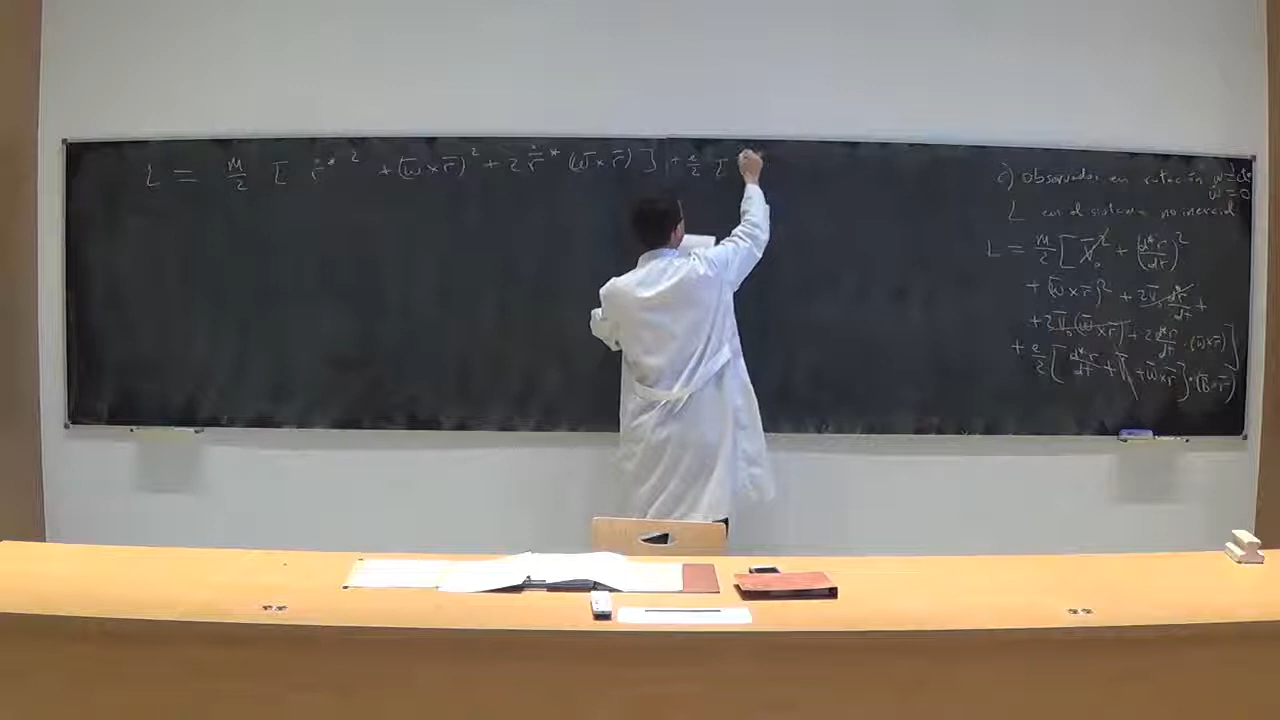 L = m/2 [ ṙ*² + (ω̄×r̄)² + 2 ṙ* (ω̄×r̄) ] + e/2 [
c) Observador en rotación ω̄ = cte
ω̇ = 0
L en el sistema no inercial
L = m/2 [ V̄₀² + (d*r/dt)²
+ (ω̄×r̄)² + 2V̄₀ d*r/dt +
+ 2V̄₀(ω̄×r̄) + 2 d*r/dt · (ω̄×r̄) ]
+ e/2 [ d*r/dt + V̄ + ω̄×r̄ ] · (B̄×r̄)